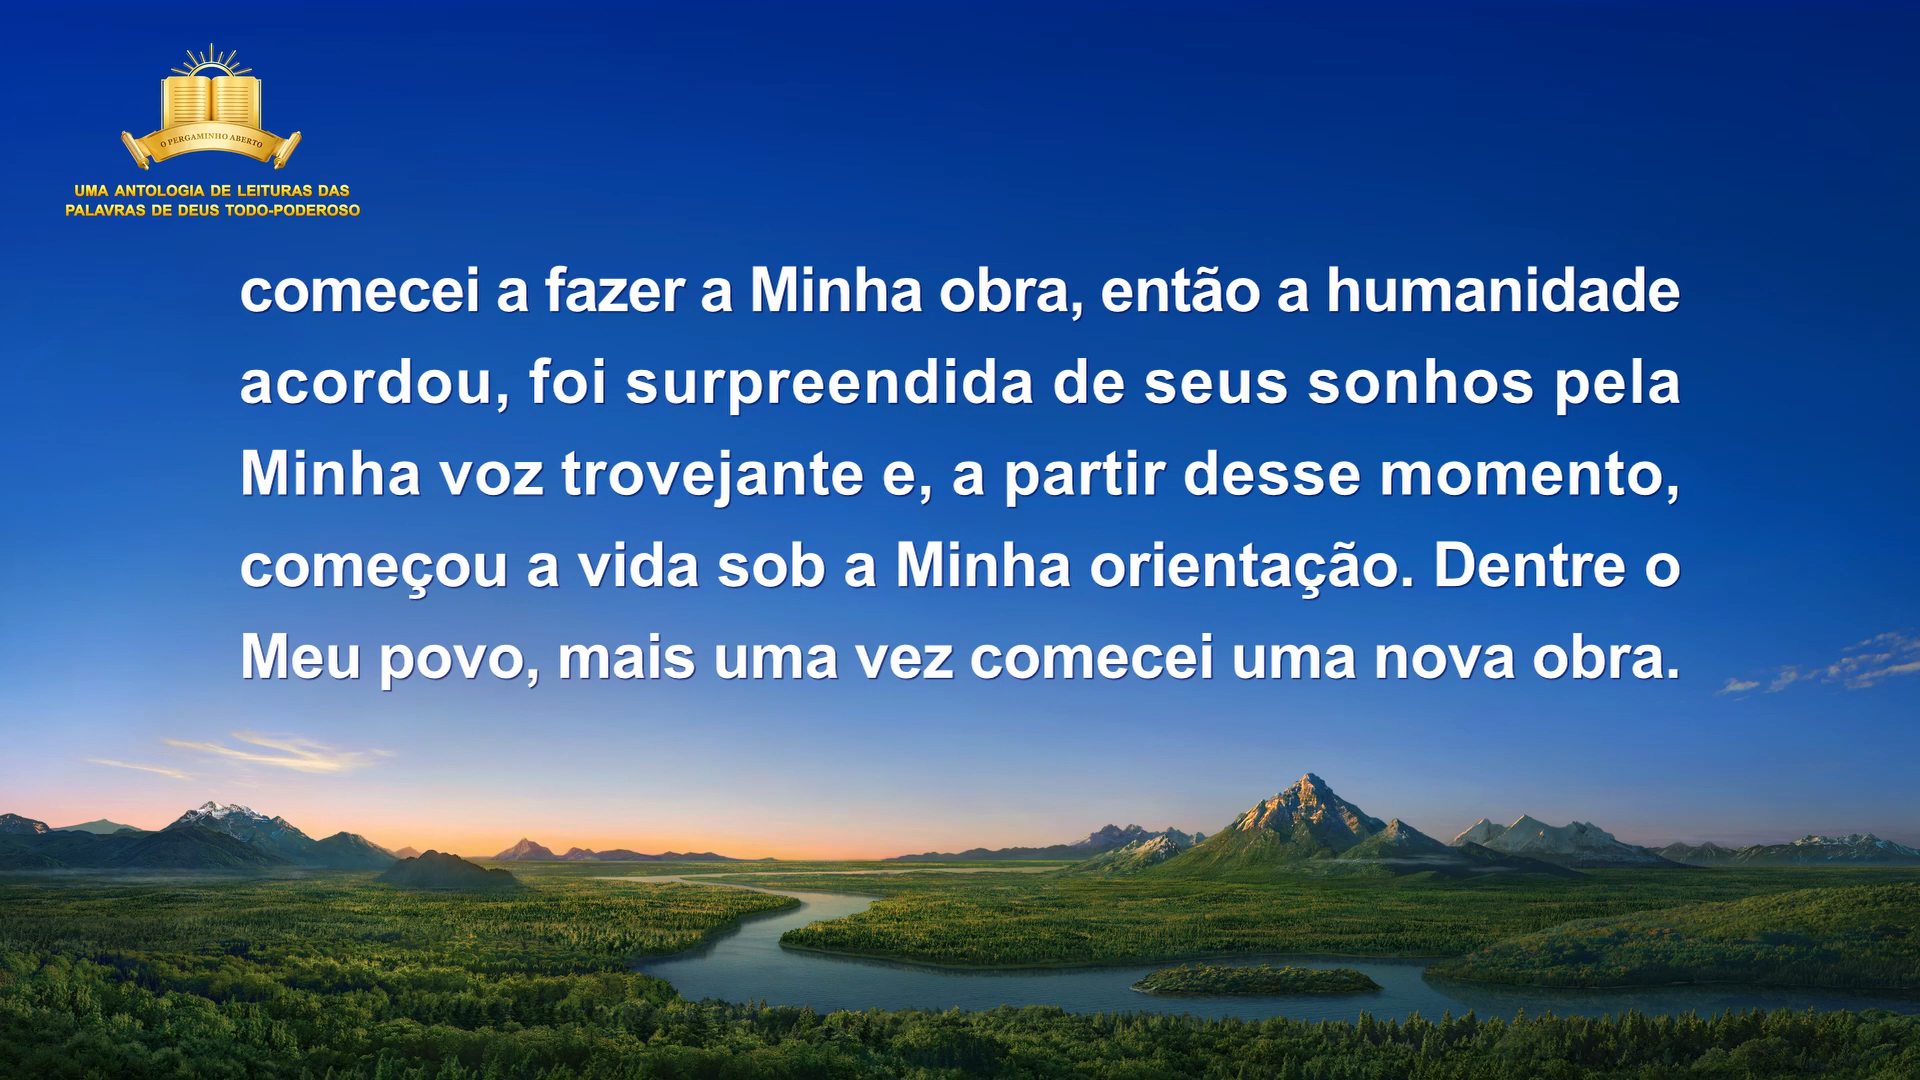 O PERGAMINHO ABERTO
UMA ANTOLOGIA DE LEITURAS DAS
PALAVRAS DE DEUS TODO-PODEROSO
comecei a fazer a Minha obra, então a humanidade
acordou, foi surpreendida de seus sonhos pela
Minha voz trovejante e, a partir desse momento,
começou a vida sob a Minha orientação. Dentre o
Meu povo, mais uma vez comecei uma nova obra.